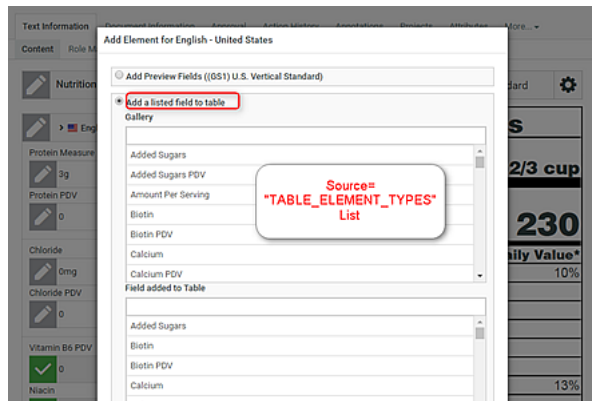 Text Information Document Information Approval Action History Annotations Projects Attributes More...
Add Element for English - United States
Content Role M
Add Preview Fields ((GS1) U.S. Vertical Standard)
Nutrition
dard
Add a listed field to table
Gallery
Eng
S
Protein Measure
Added Sugars
3g
Added Sugars PDV
2/3 cup
Protein PDV
Amount Per Serving
0
Biotin
Biotin PDV
230
Source=
"TABLE_ELEMENT_TYPES"
List
Chloride
Calcium
aily Value*
0mg
Calcium PDV
10%
Chloride PDV
Field added to Table
0
Added Sugars
Vitamin B6 PDV
Biotin
0
Biotin PDV
Niacin
Calcium
13%